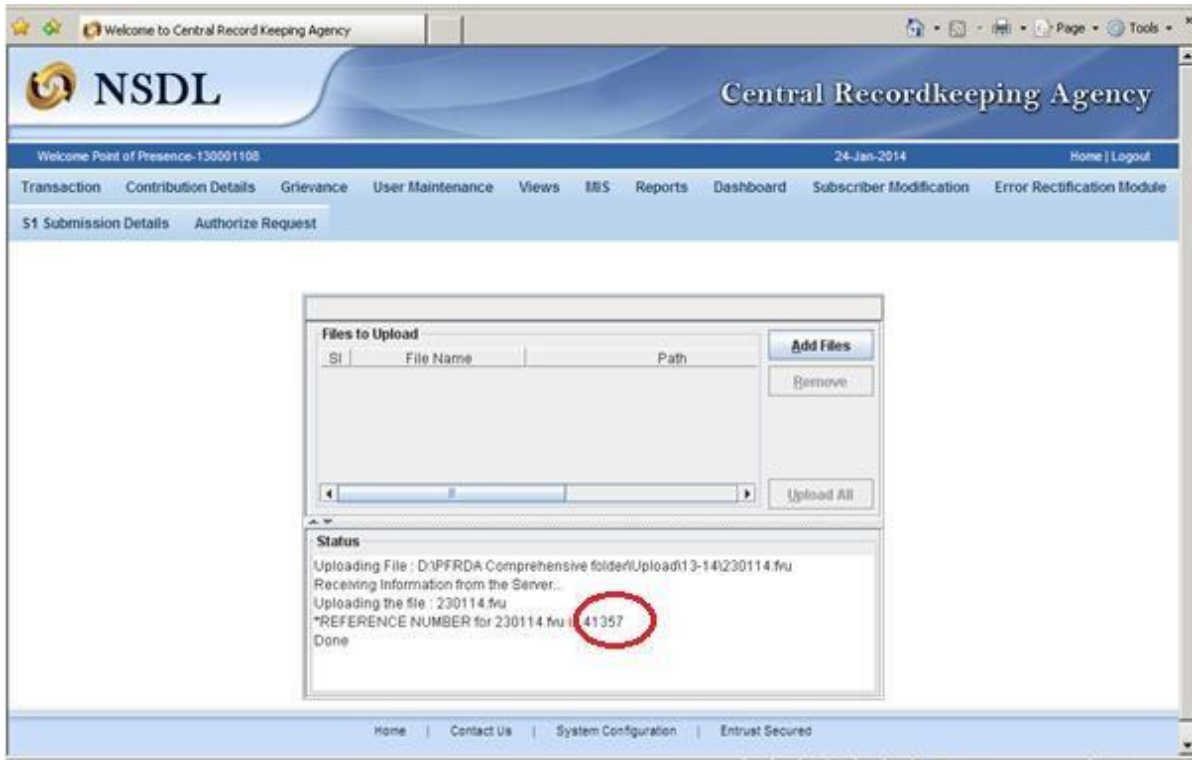 Welcome to Central Record Keeping Agency
Page
Tools
NSDL
Central Recordkeeping Agency
Welcome Point of Presence-130001108
24-Jan-2014
Home | Logout
Transaction Contribution Details Grievance User Maintenance Views MIS Reports Dashboard Subscriber Modification Error Rectification Module
S1 Submission Details Authorize Request
Files to Upload
Sl File Name Path
Add Files
Remove
Upload All
Status
Uploading File : D:\PFRDA Comprehensive folder\Upload\13-14\230114.fvu
Receiving Information from the Server...
Uploading the file : 230114.fvu
*REFERENCE NUMBER for 230114.fvu 41357
Done
Home | Contact Us | System Configuration | Entrust Secured